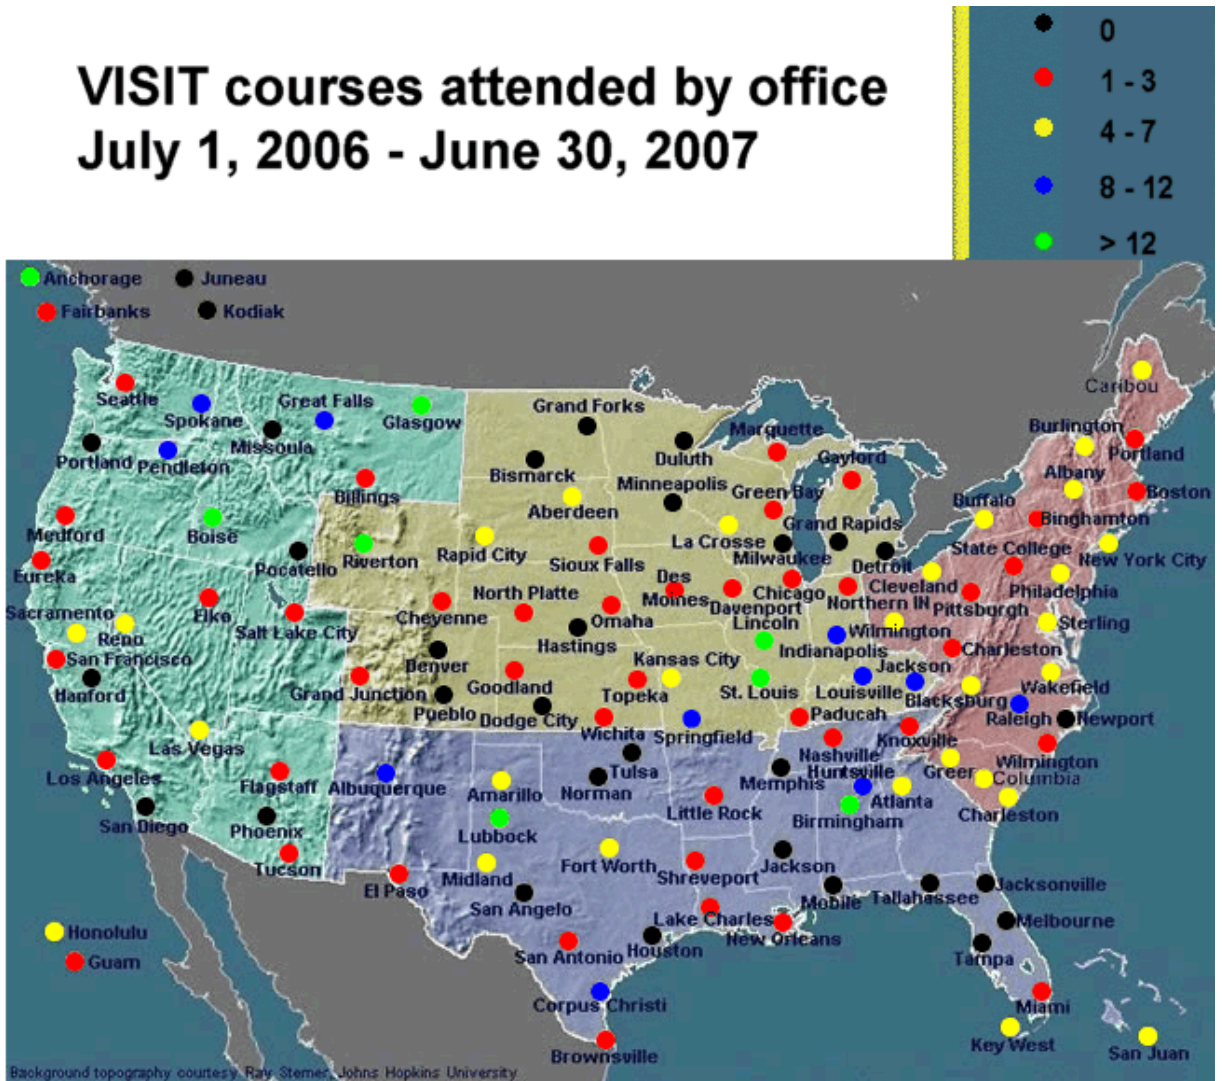 VISIT courses attended by office
July 1, 2006 - June 30, 2007
0
1 - 3
4 - 7
8 - 12
> 12
Anchorage
Juneau
Fairbanks
Kodiak
Caribou
Seattle
Spokane
Great Falls
Glasgow
Grand Forks
Marquette
Burlington
Portland
Missoula
Portland
Pendleton
Bismarck
Duluth
Gaylord
Albany
Minneapolis
Billings
Green Bay
Boston
Buffalo
Aberdeen
Medford
Boise
Grand Rapids
Binghamton
La Crosse
Rapid City
Milwaukee
State College
New York City
Eureka
Pocatello
Riverton
Sioux Falls
Detroit
Cleveland
Philadelphia
Des
Moines
Chicago
North Platte
Davenport
Northern IN
Pittsburgh
Sacramento
Reno
Elko
Salt Lake City
Cheyenne
Omaha
Lincoln
Wilmington
Sterling
Hastings
Indianapolis
Charleston
San Francisco
Denver
Kansas City
Jackson
Hanford
Grand Junction
Goodland
Topeka
St. Louis
Louisville
Blacksburg
Wakefield
Pueblo
Dodge City
Paducah
Raleigh
Newport
Wichita
Springfield
Knoxville
Las Vegas
Nashville
Wilmington
Los Angeles
Flagstaff
Albuquerque
Tulsa
Memphis
Huntsville
Greer
Columbia
Norman
Amarillo
Little Rock
Atlanta
Charleston
San Diego
Phoenix
Lubbock
Birmingham
Tucson
Midland
Fort Worth
Jackson
El Paso
Shreveport
Mobile
Tallahassee
Jacksonville
San Angelo
Lake Charles
Melbourne
Honolulu
New Orleans
Houston
Guam
San Antonio
Tampa
Corpus Christi
Miami
Brownsville
Key West
San Juan
Background topography courtesy Ray Sterner, Johns Hopkins University